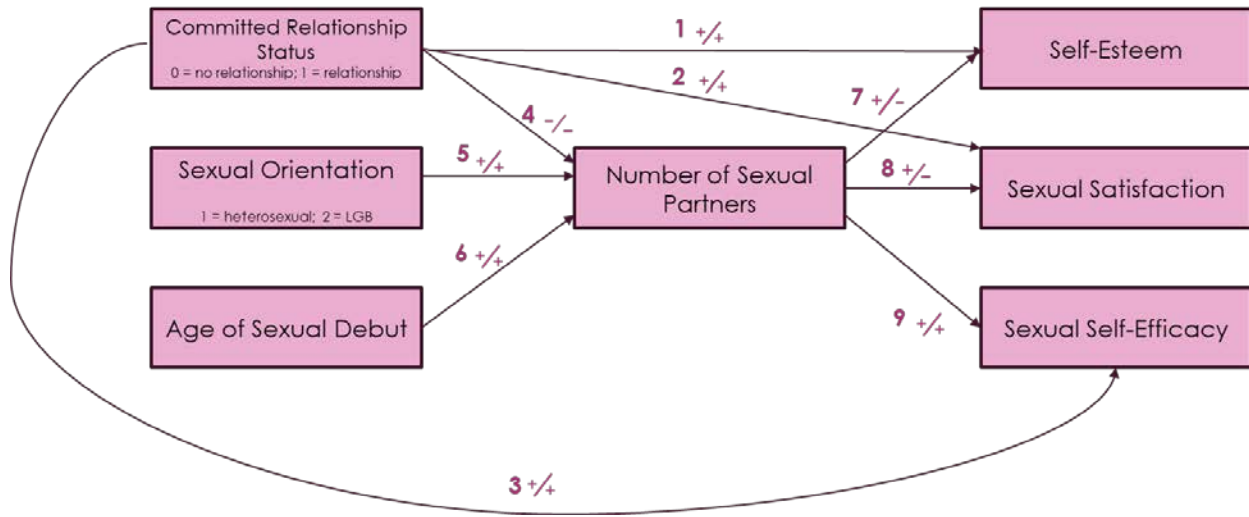 Committed Relationship
Status
0 = no relationship; 1 = relationship
1 +/+
Self-Esteem
2 +/+
7 +/-
4 -/-
Sexual Orientation
1 = heterosexual; 2 = LGB
5 +/+
Number of Sexual
Partners
8 +/-
Sexual Satisfaction
6 +/+
Age of Sexual Debut
9 +/+
Sexual Self-Efficacy
3 +/+